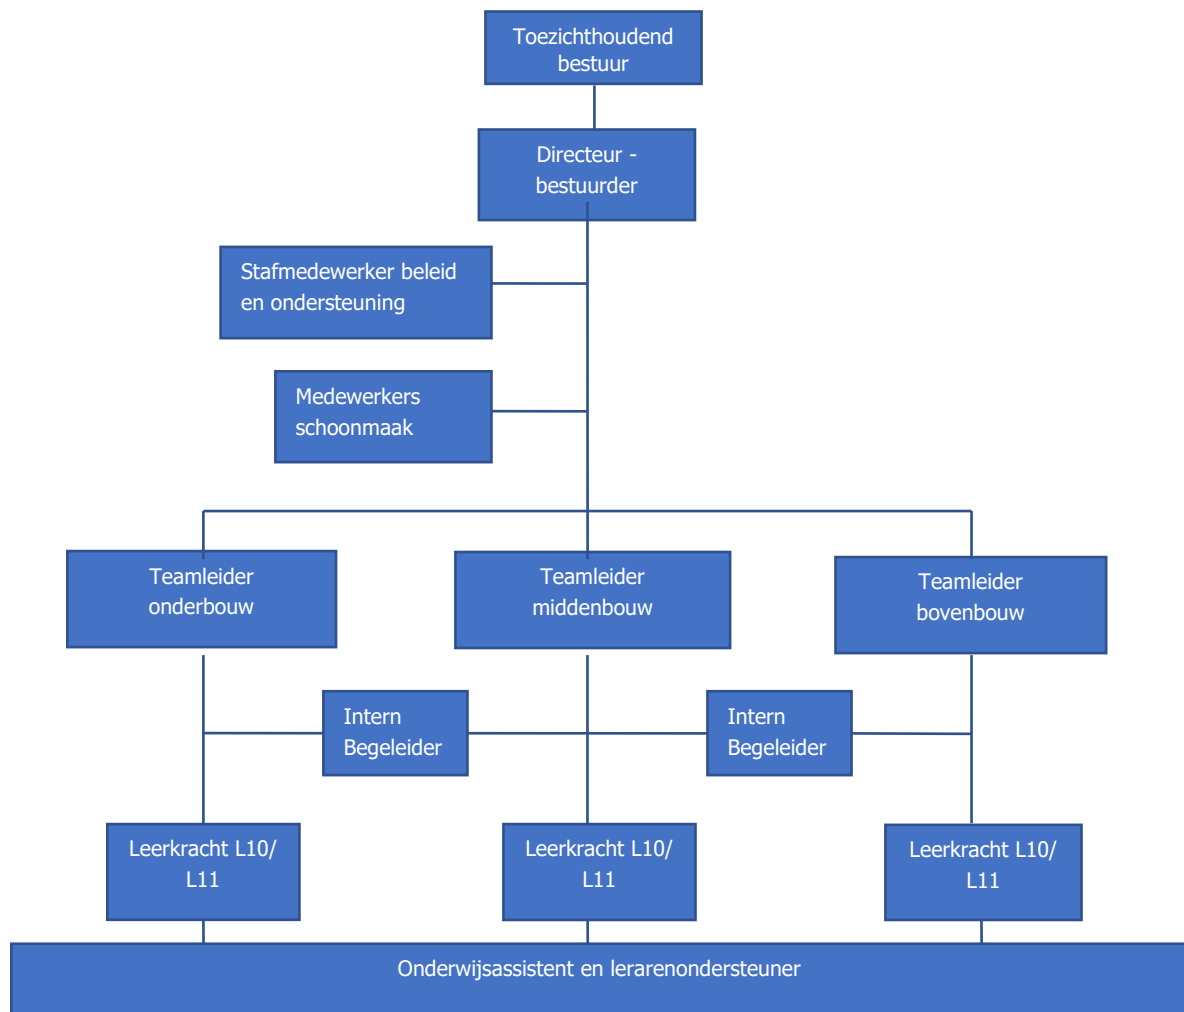 Toezichthoudend
bestuur
Directeur -
bestuurder
Stafmedewerker beleid
en ondersteuning
Medewerkers
schoonmaak
Teamleider
onderbouw
Teamleider
middenbouw
Teamleider
bovenbouw
Intern
Begeleider
Intern
Begeleider
Leerkracht L10/
L11
Leerkracht L10/
L11
Leerkracht L10/
L11
Onderwijsassistent en lerarenondersteuner